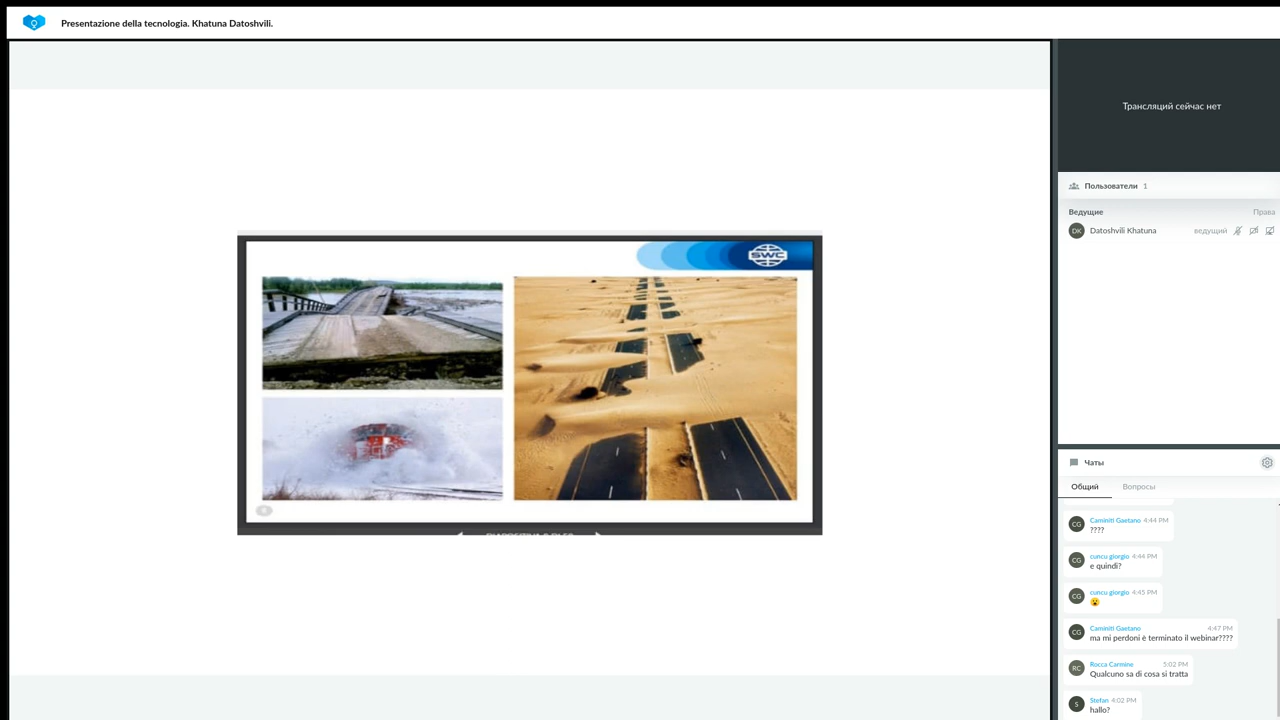 Presentazione della tecnologia. Khatuna Datoshvili.
SWC
Трансляций сейчас нет
Пользователи 1
Ведущие Права
DK Datoshvili Khatuna ведущий
Чаты
Общий Вопросы
CG Caminiti Gaetano 4:44 PM
????
CG cuncu giorgio 4:44 PM
e quindi?
CG cuncu giorgio 4:45 PM
😮
CG Caminiti Gaetano 4:47 PM
ma mi perdoni è terminato il webinar????
RC Rocca Carmine 5:02 PM
Qualcuno sa di cosa si tratta
S Stefan 4:02 PM
hallo?